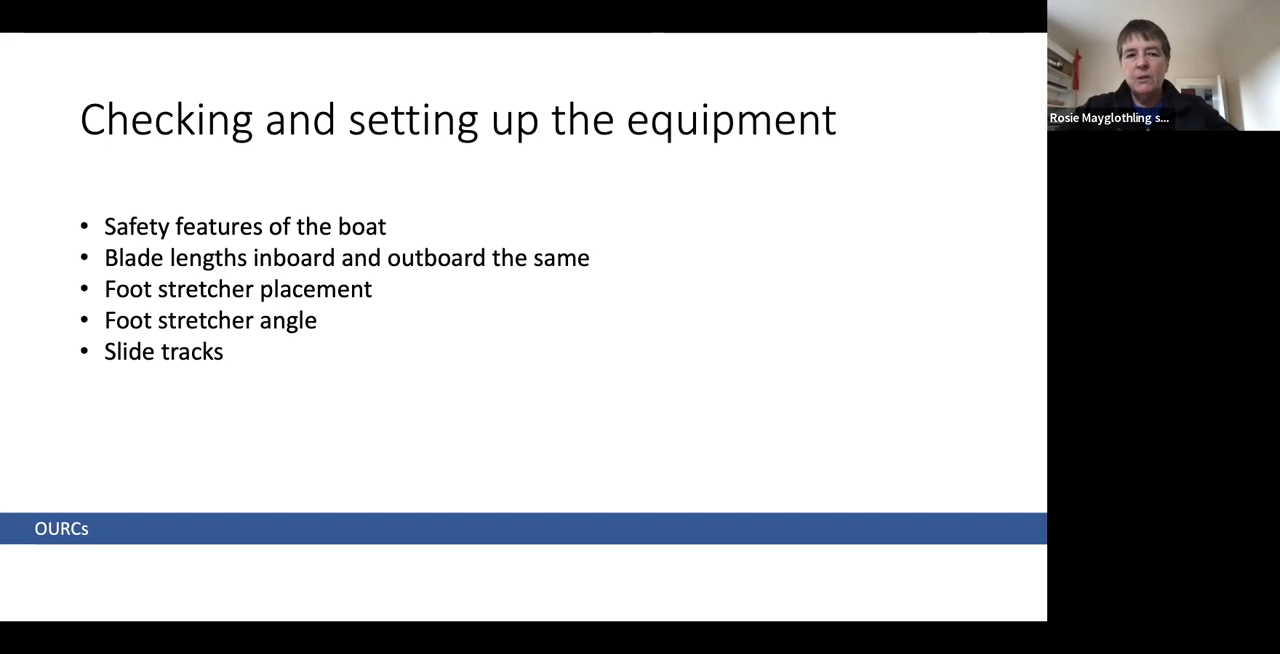 Checking and setting up the equipment
• Safety features of the boat
• Blade lengths inboard and outboard the same
• Foot stretcher placement
• Foot stretcher angle
• Slide tracks
OURCs
Rosie Mayglothling s...